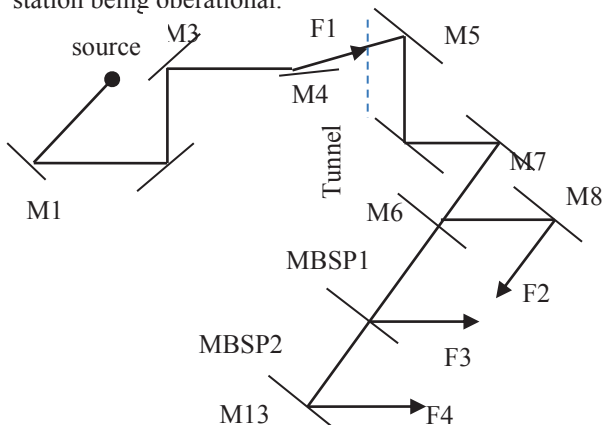 station being operational.
M3
F1
M5
source
M4
Tunnel
M7
M8
M1
M6
MBSP1
F2
MBSP2
F3
M13
F4